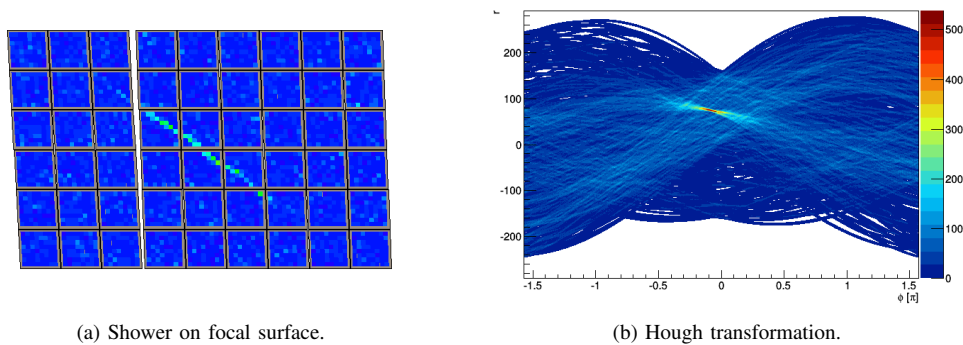 r
200
100
0
-100
-200
-1.5 -1 -0.5 0 0.5 1 1.5
ϕ [π]
500
400
300
200
100
0
(a) Shower on focal surface. (b) Hough transformation.